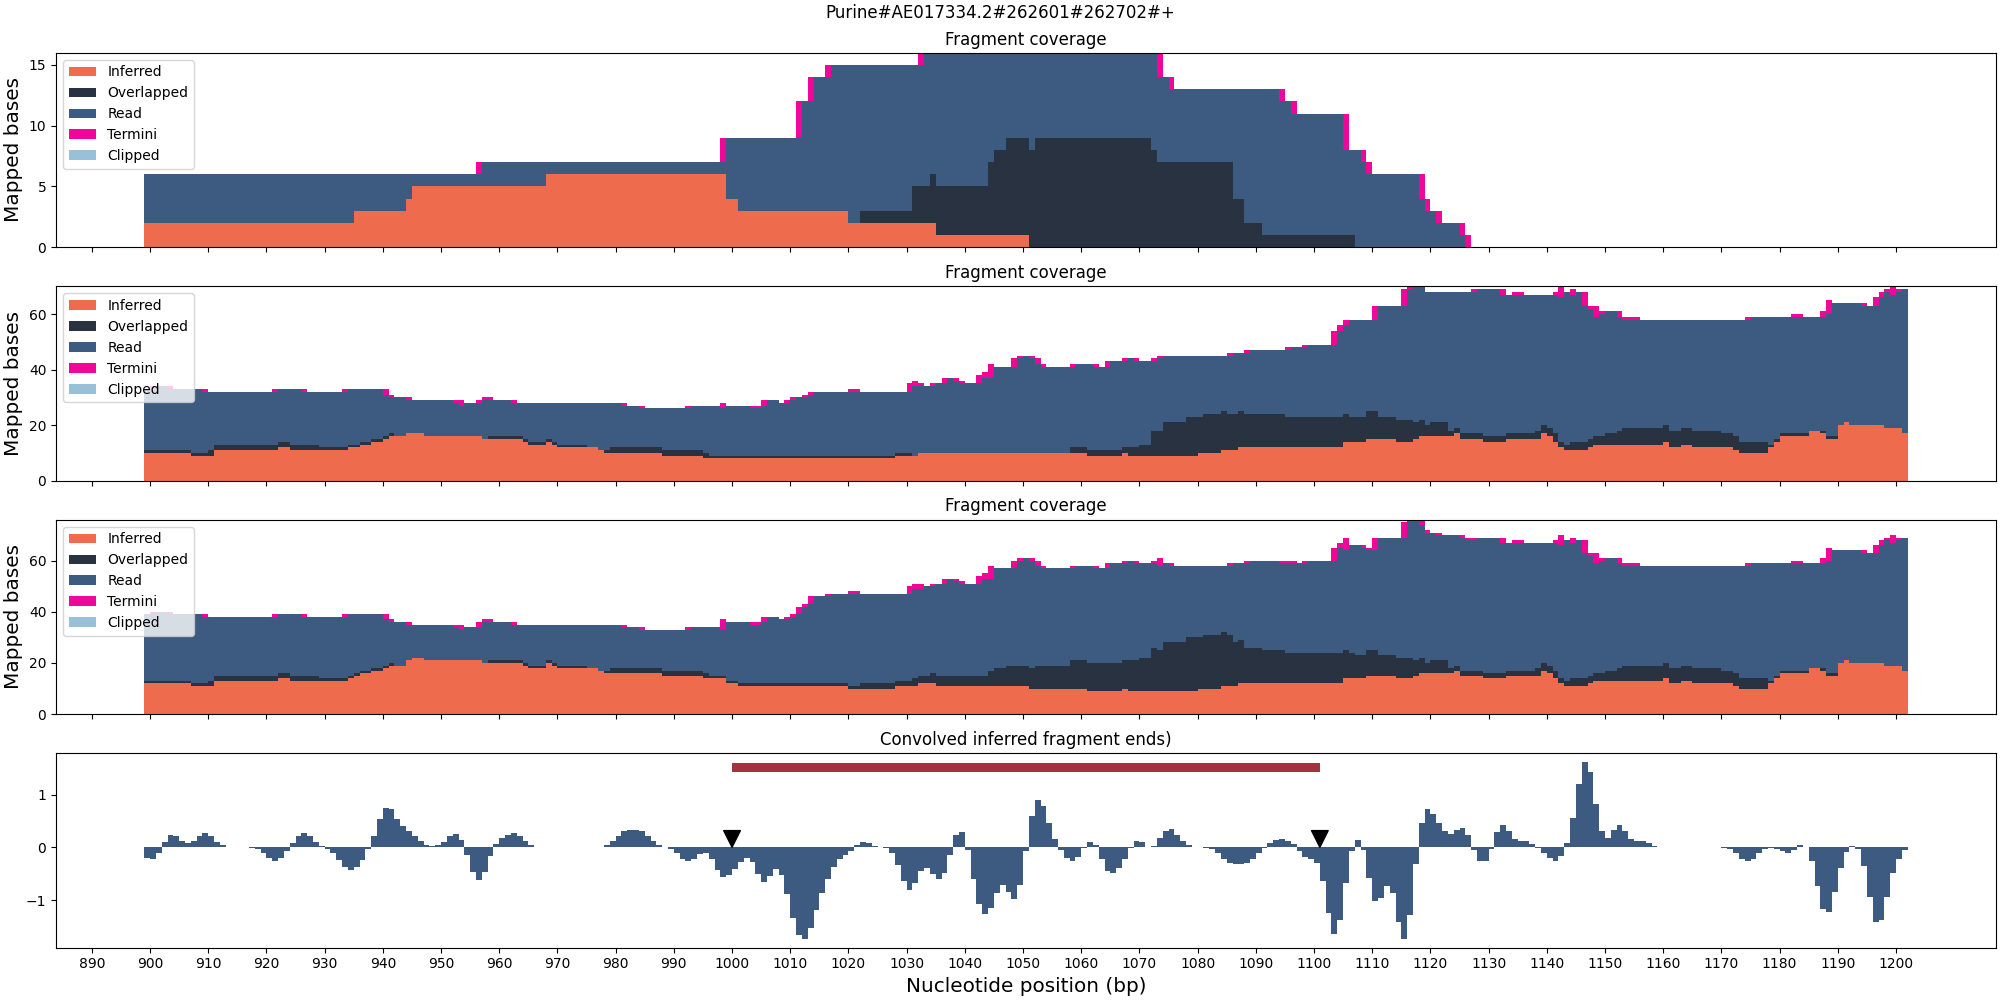 Purine#AE017334.2#262601#262702#+
Fragment coverage
Mapped bases
15
10
5
0
Inferred
Overlapped
Read
Termini
Clipped
Fragment coverage
Mapped bases
60
40
20
0
Inferred
Overlapped
Read
Termini
Clipped
Fragment coverage
Mapped bases
60
40
20
0
Inferred
Overlapped
Read
Termini
Clipped
Convolved inferred fragment ends)
1
0
−1
890 900 910 920 930 940 950 960 970 980 990 1000 1010 1020 1030 1040 1050 1060 1070 1080 1090 1100 1110 1120 1130 1140 1150 1160 1170 1180 1190 1200
Nucleotide position (bp)